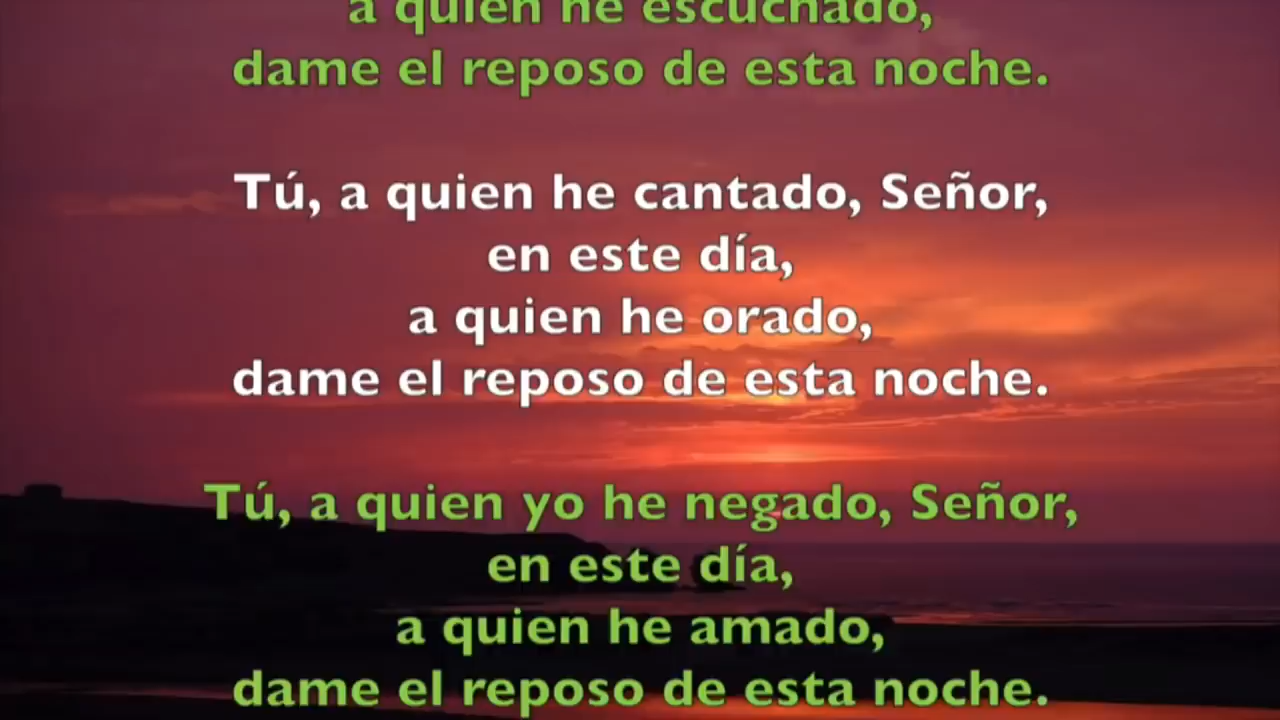 a quien he escuchado,
dame el reposo de esta noche.
Tú, a quien he cantado, Señor,
en este día,
a quien he orado,
dame el reposo de esta noche.
Tú, a quien yo he negado, Señor,
en este día,
a quien he amado,
dame el reposo de esta noche.